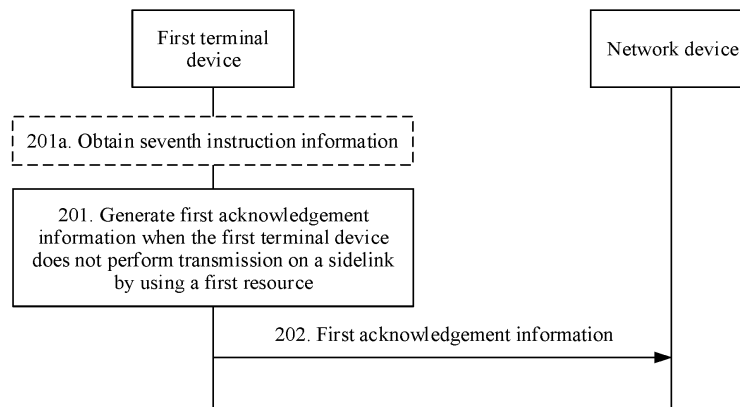 First terminal
device
Network device
201a. Obtain seventh instruction information
201. Generate first acknowledgement
information when the first terminal device
does not perform transmission on a sidelink
by using a first resource
202. First acknowledgement information